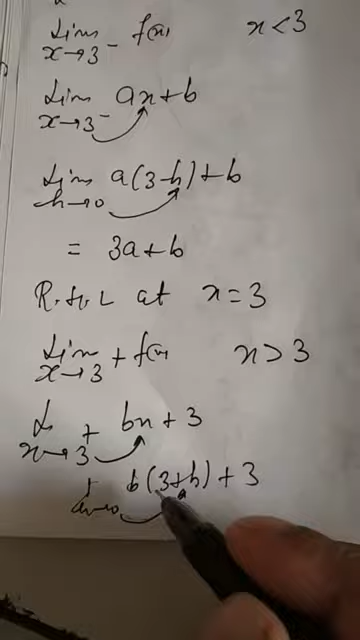 Lim f(x) x < 3
x→3⁻
Lim ax+b
x→3⁻
Lim a(3-h)+b
h→0
= 3a+b
R.H.L at x=3
Lim + f(x) x > 3
x→3
L + bx+3
x→3
b(3+h)+3
h→0